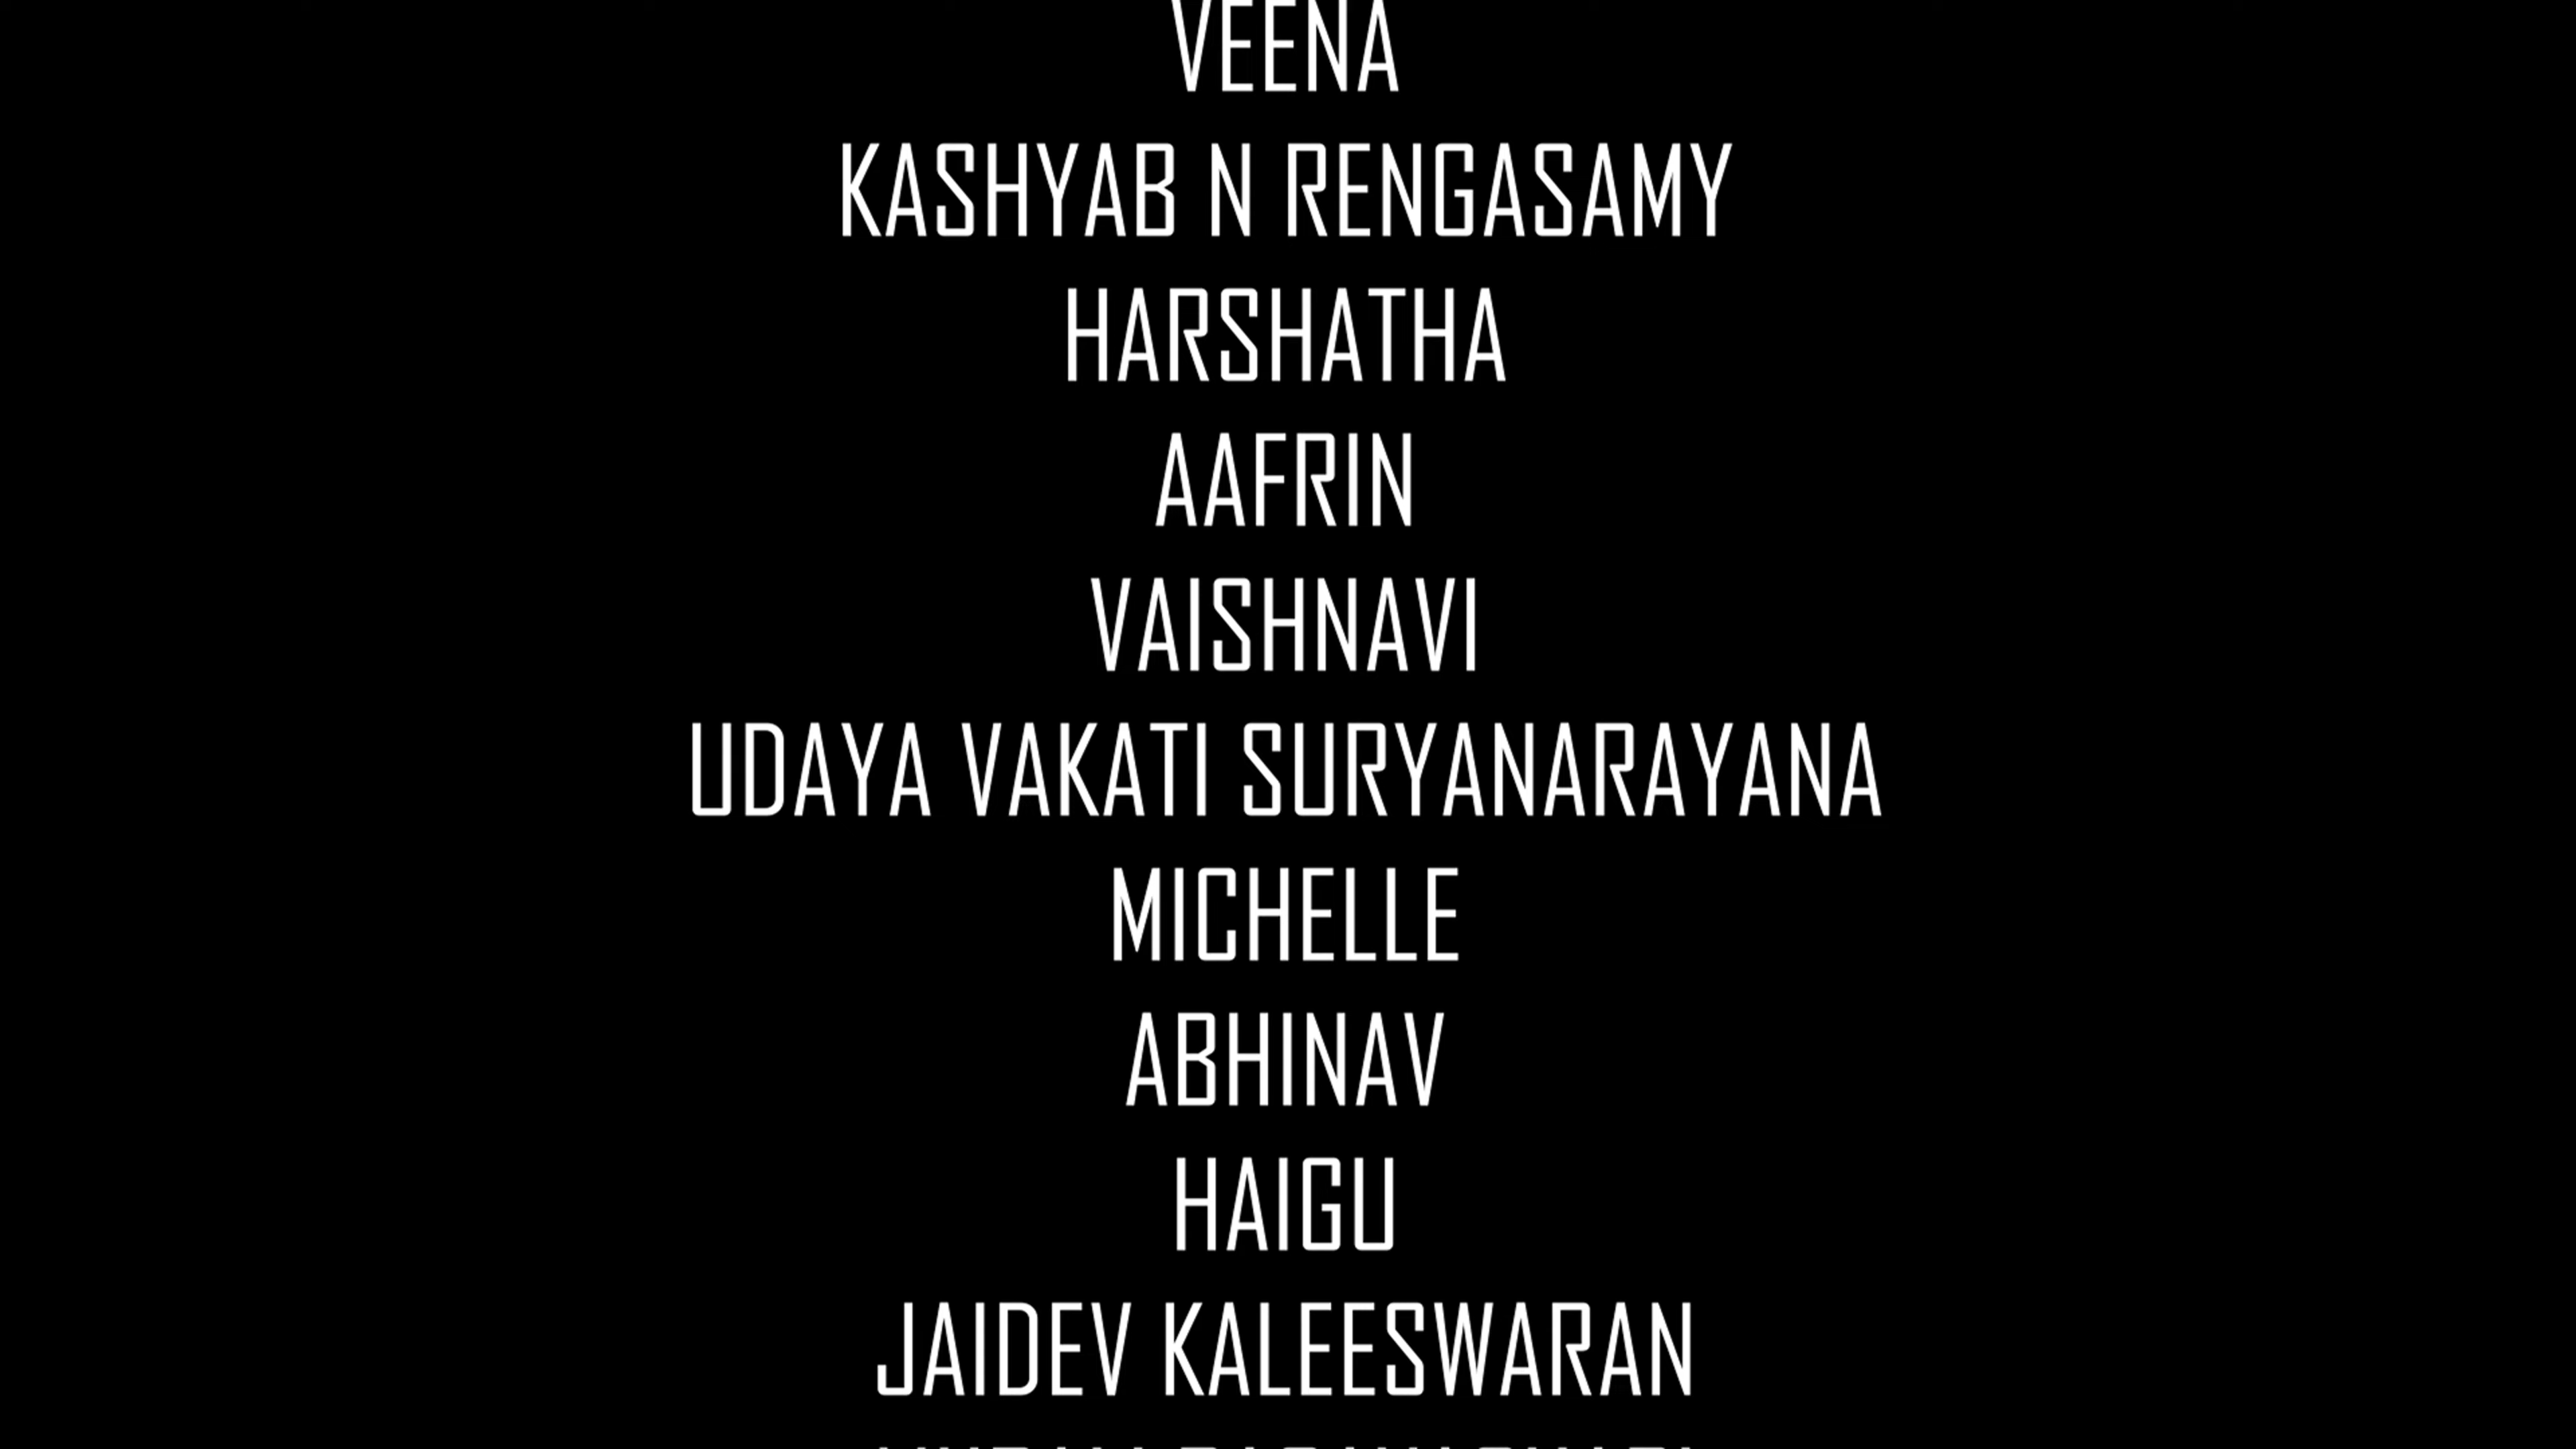 VEENA
KASHYAB N RENGASAMY
HARSHATHA
AAFRIN
VAISHNAVI
UDAYA VAKATI SURYANARAYANA
MICHELLE
ABHINAV
HAIGU
JAIDEV KALEESWARAN